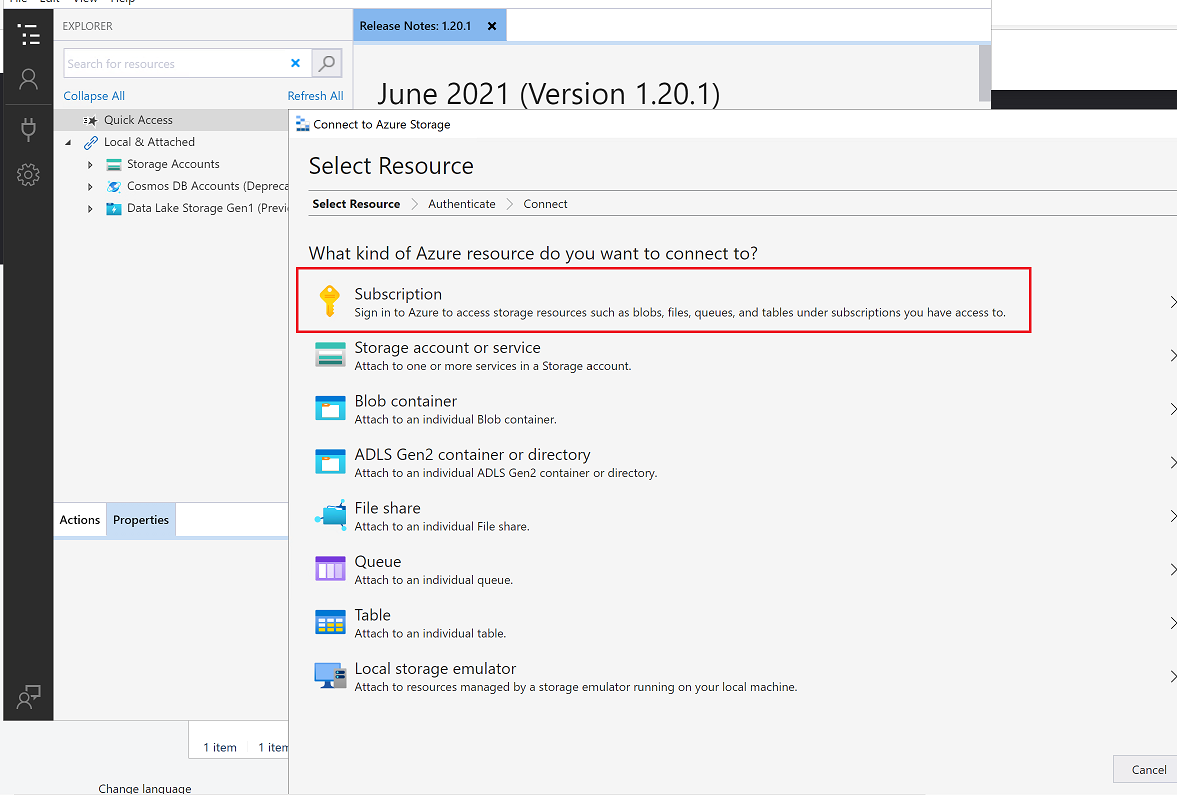 File Edit View Help
EXPLORER
Release Notes: 1.20.1
Search for resources
Collapse All Refresh All
June 2021 (Version 1.20.1)
Quick Access
Local & Attached
Storage Accounts
Cosmos DB Accounts (Depreca
Data Lake Storage Gen1 (Previ
Connect to Azure Storage
Select Resource
Select Resource Authenticate Connect
What kind of Azure resource do you want to connect to?
Subscription
Sign in to Azure to access storage resources such as blobs, files, queues, and tables under subscriptions you have access to.
Storage account or service
Attach to one or more services in a Storage account.
Blob container
Attach to an individual Blob container.
ADLS Gen2 container or directory
Attach to an individual ADLS Gen2 container or directory.
File share
Attach to an individual File share.
Queue
Attach to an individual queue.
Table
Attach to an individual table.
Local storage emulator
Attach to resources managed by a storage emulator running on your local machine.
Actions Properties
1 item 1 item
Cancel
Change language